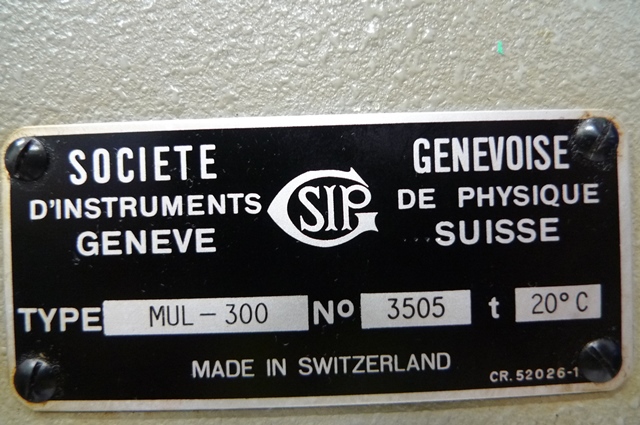 SOCIETE GENEVOISE
D'INSTRUMENTS SIP DE PHYSIQUE
GENEVE SUISSE
TYPE MUL-300 No 3505 t 20°C
MADE IN SWITZERLAND
CR.52026-1